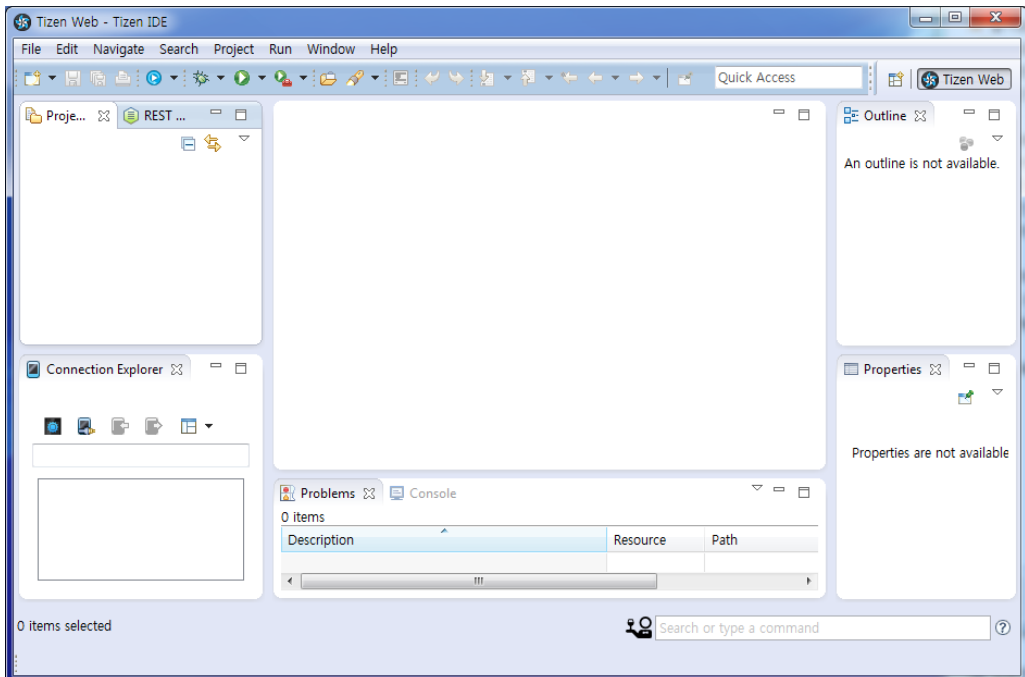 Tizen Web - Tizen IDE
File Edit Navigate Search Project Run Window Help
Quick Access
Tizen Web
Proje...
REST ...
Outline
An outline is not available.
Connection Explorer
Properties
Properties are not available
Problems
Console
0 items
Description Resource Path
0 items selected
Search or type a command